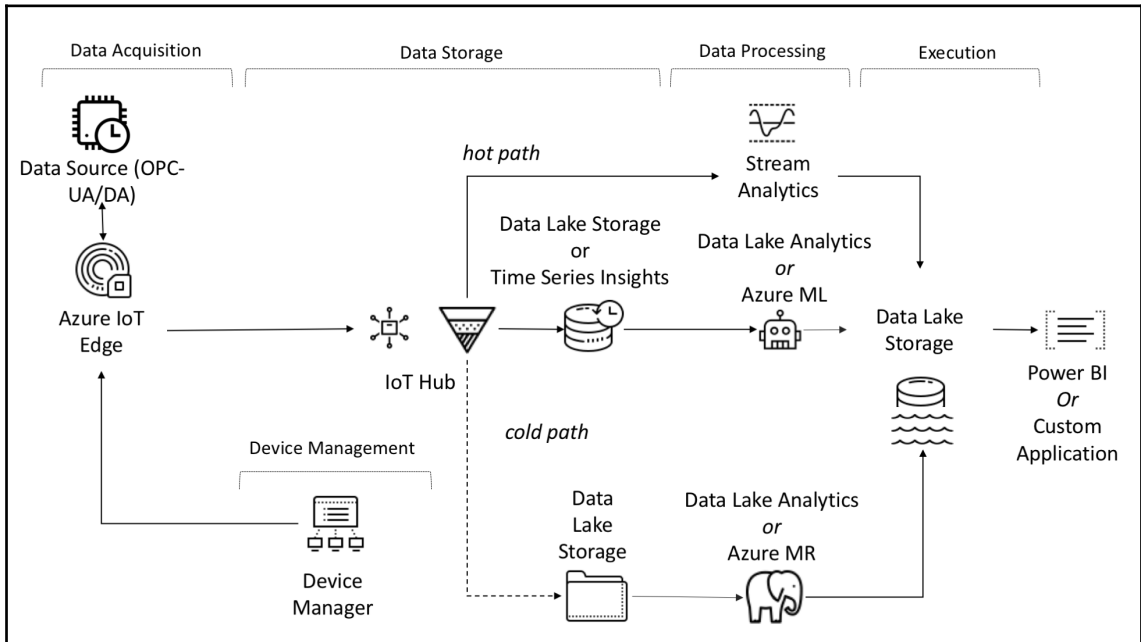 Data Acquisition
Data Storage
Data Processing
Execution
Data Source (OPC-
UA/DA)
Azure IoT
Edge
hot path
Stream
Analytics
Data Lake Storage
or
Time Series Insights
Data Lake Analytics
or
Azure ML
IoT Hub
Data Lake
Storage
Power BI
Or
Custom
Application
cold path
Device Management
Device
Manager
Data
Lake
Storage
Data Lake Analytics
or
Azure MR